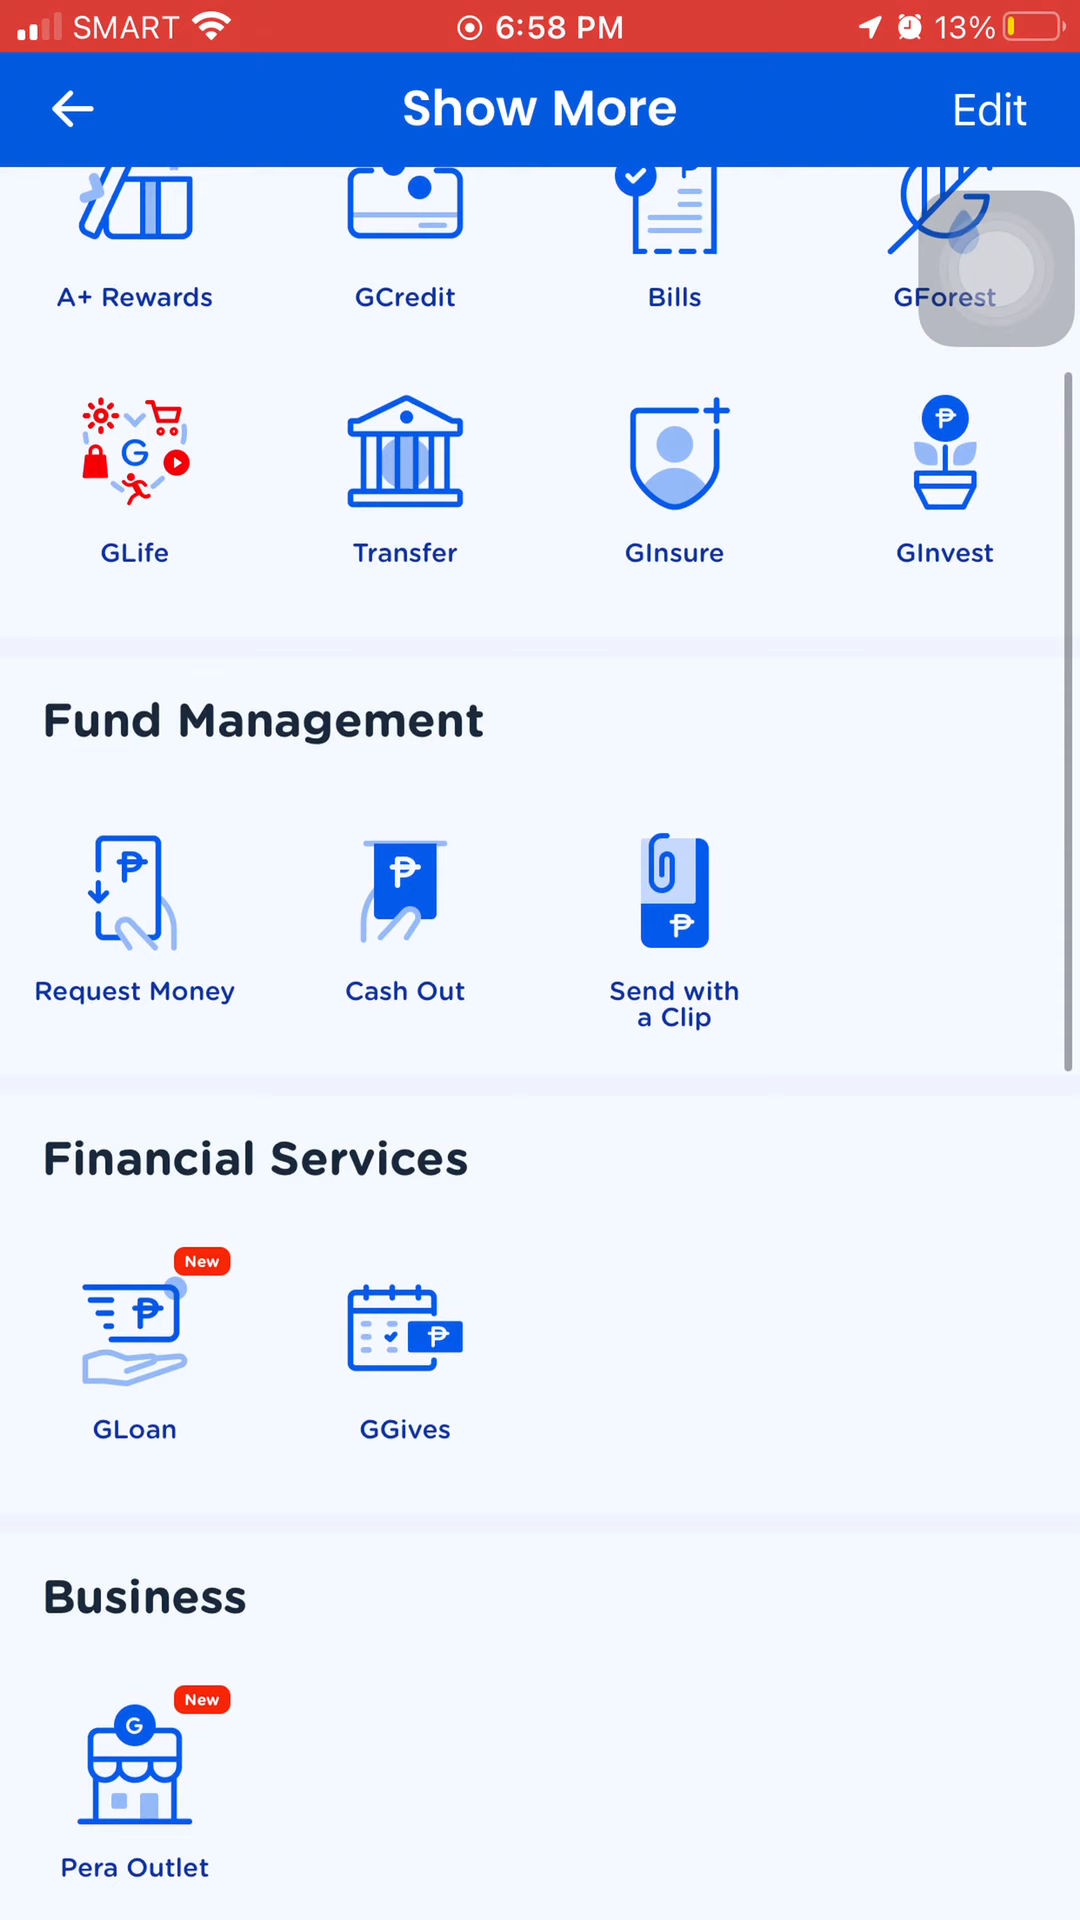 SMART 6:58 PM 13%
Show More Edit
A+ Rewards GCredit Bills GForest
G ₱
GLife Transfer GInsure GInvest
Fund Management
₱ ₱ ₱
Request Money Cash Out Send with
a Clip
Financial Services
New
₱ ₱
GLoan GGives
Business
New
G
Pera Outlet